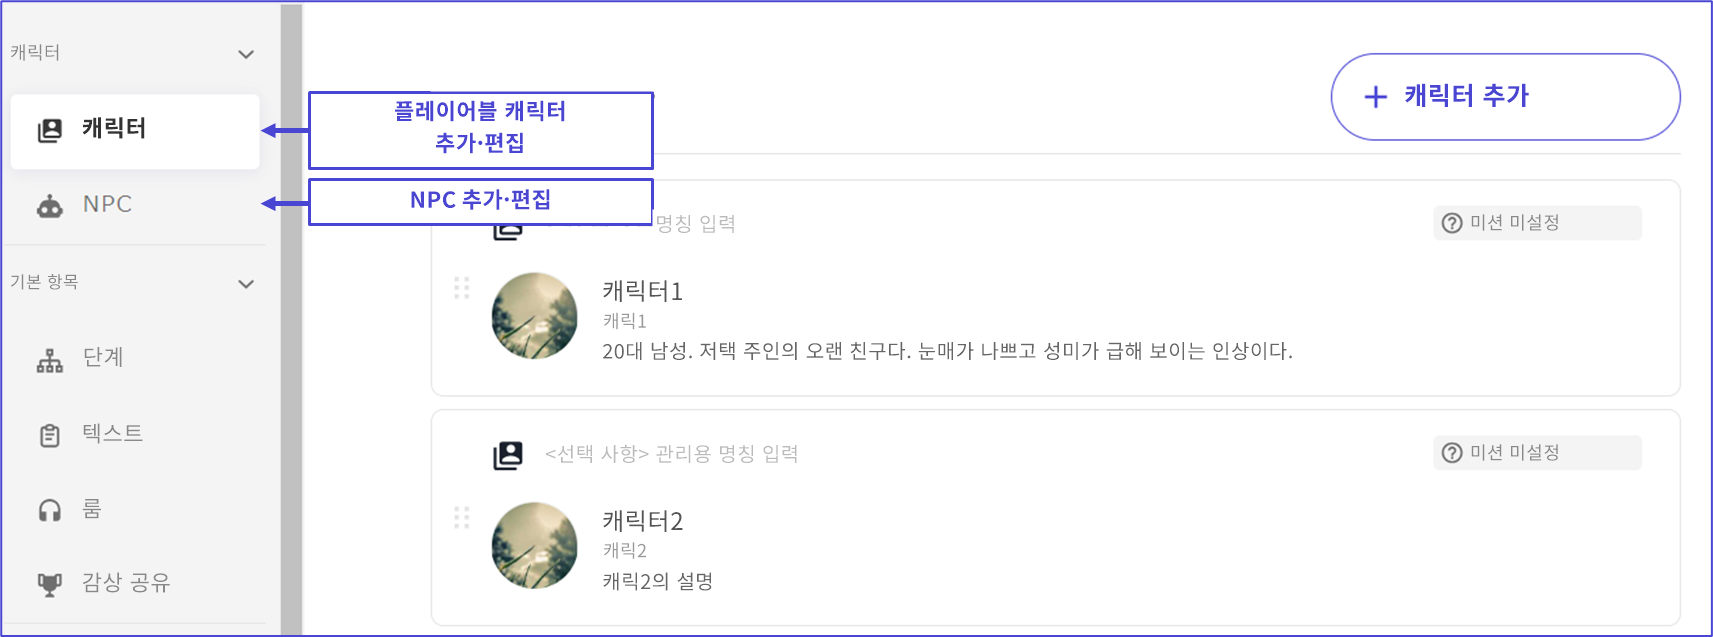 캐릭터
캐릭터
NPC
기본 항목
단계
텍스트
룸
감상 공유
플레이어블 캐릭터
추가·편집
NPC 추가·편집
+ 캐릭터 추가
명칭 입력
미션 미설정
캐릭터1
캐릭1
20대 남성. 저택 주인의 오랜 친구다. 눈매가 나쁘고 성미가 급해 보이는 인상이다.
<선택 사항> 관리용 명칭 입력
미션 미설정
캐릭터2
캐릭2
캐릭2의 설명